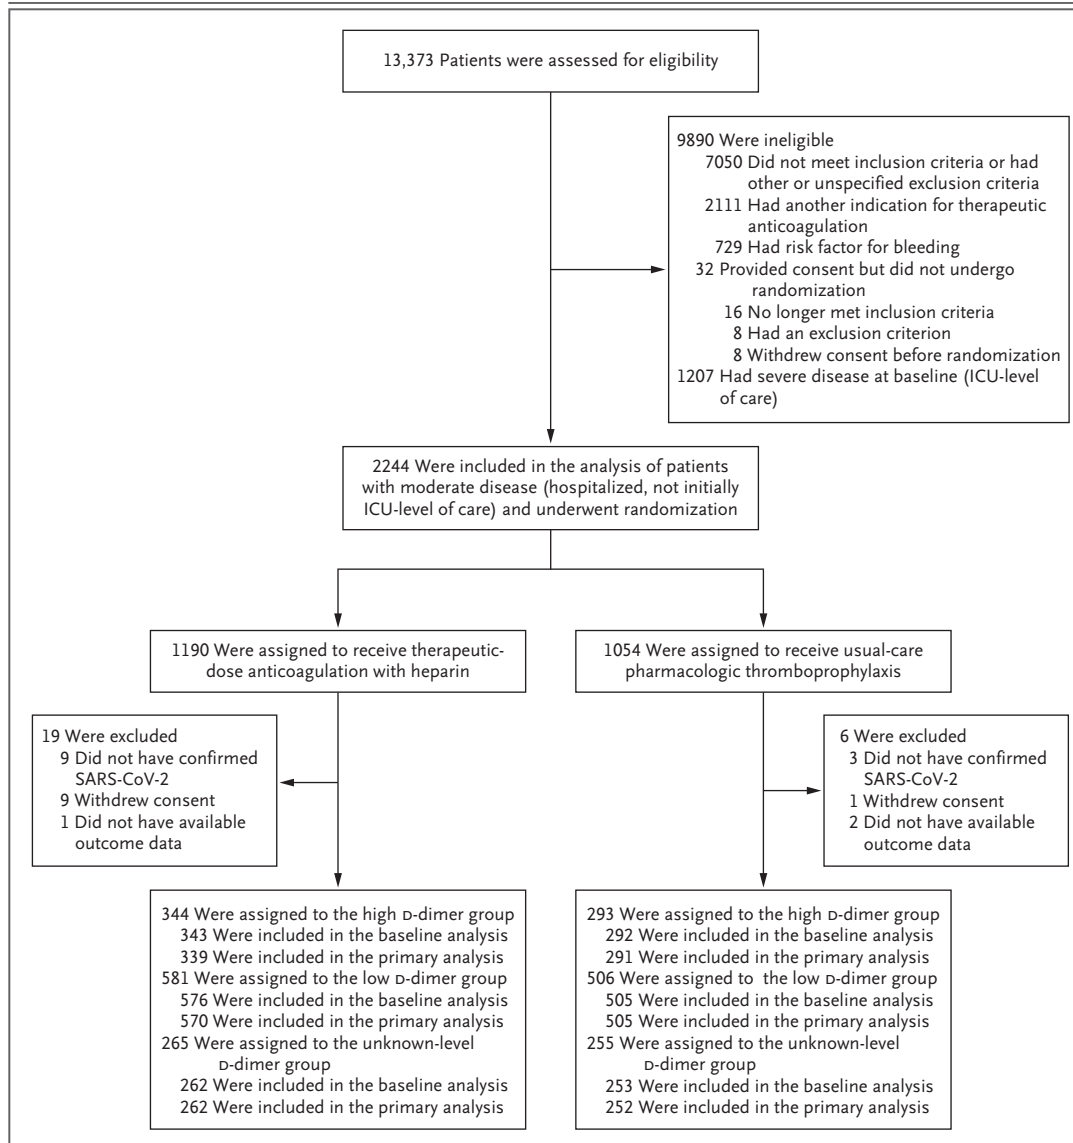 13,373 Patients were assessed for eligibility
9890 Were ineligible
7050 Did not meet inclusion criteria or had
other or unspecified exclusion criteria
2111 Had another indication for therapeutic
anticoagulation
729 Had risk factor for bleeding
32 Provided consent but did not undergo
randomization
16 No longer met inclusion criteria
8 Had an exclusion criterion
8 Withdrew consent before randomization
1207 Had severe disease at baseline (ICU-level
of care)
2244 Were included in the analysis of patients
with moderate disease (hospitalized, not initially
ICU-level of care) and underwent randomization
1190 Were assigned to receive therapeutic-
dose anticoagulation with heparin
1054 Were assigned to receive usual-care
pharmacologic thromboprophylaxis
19 Were excluded
9 Did not have confirmed
SARS-CoV-2
9 Withdrew consent
1 Did not have available
outcome data
6 Were excluded
3 Did not have confirmed
SARS-CoV-2
1 Withdrew consent
2 Did not have available
outcome data
344 Were assigned to the high D-dimer group
343 Were included in the baseline analysis
339 Were included in the primary analysis
581 Were assigned to the low D-dimer group
576 Were included in the baseline analysis
570 Were included in the primary analysis
265 Were assigned to the unknown-level
D-dimer group
262 Were included in the baseline analysis
262 Were included in the primary analysis
293 Were assigned to the high D-dimer group
292 Were included in the baseline analysis
291 Were included in the primary analysis
506 Were assigned to the low D-dimer group
505 Were included in the baseline analysis
505 Were included in the primary analysis
255 Were assigned to the unknown-level
D-dimer group
253 Were included in the baseline analysis
252 Were included in the primary analysis